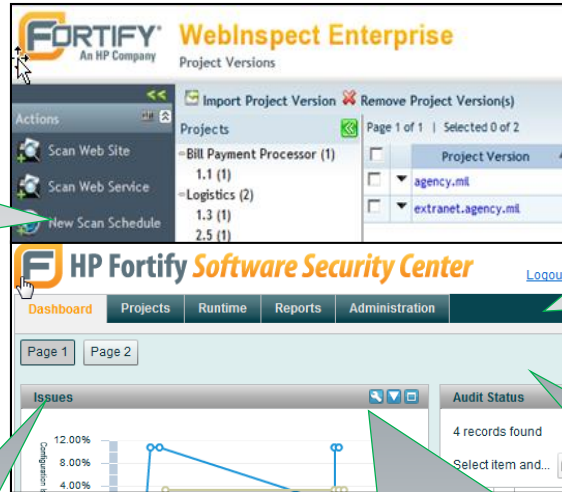 FORTIFY
An HP Company
WebInspect Enterprise
Project Versions
<<
Actions
Scan Web Site
Scan Web Service
New Scan Schedule
Import Project Version Remove Project Version(s)
Projects
Bill Payment Processor (1)
1.1 (1)
Logistics (2)
1.3 (1)
2.5 (1)
Page 1 of 1 | Selected 0 of 2
Project Version
agency.mil
extranet.agency.mil
HP Fortify Software Security Center
Dashboard Projects Runtime Reports Administration
Page 1 Page 2
Issues
12.00%
8.00%
4.00%
Audit Status
4 records found
Select item and...